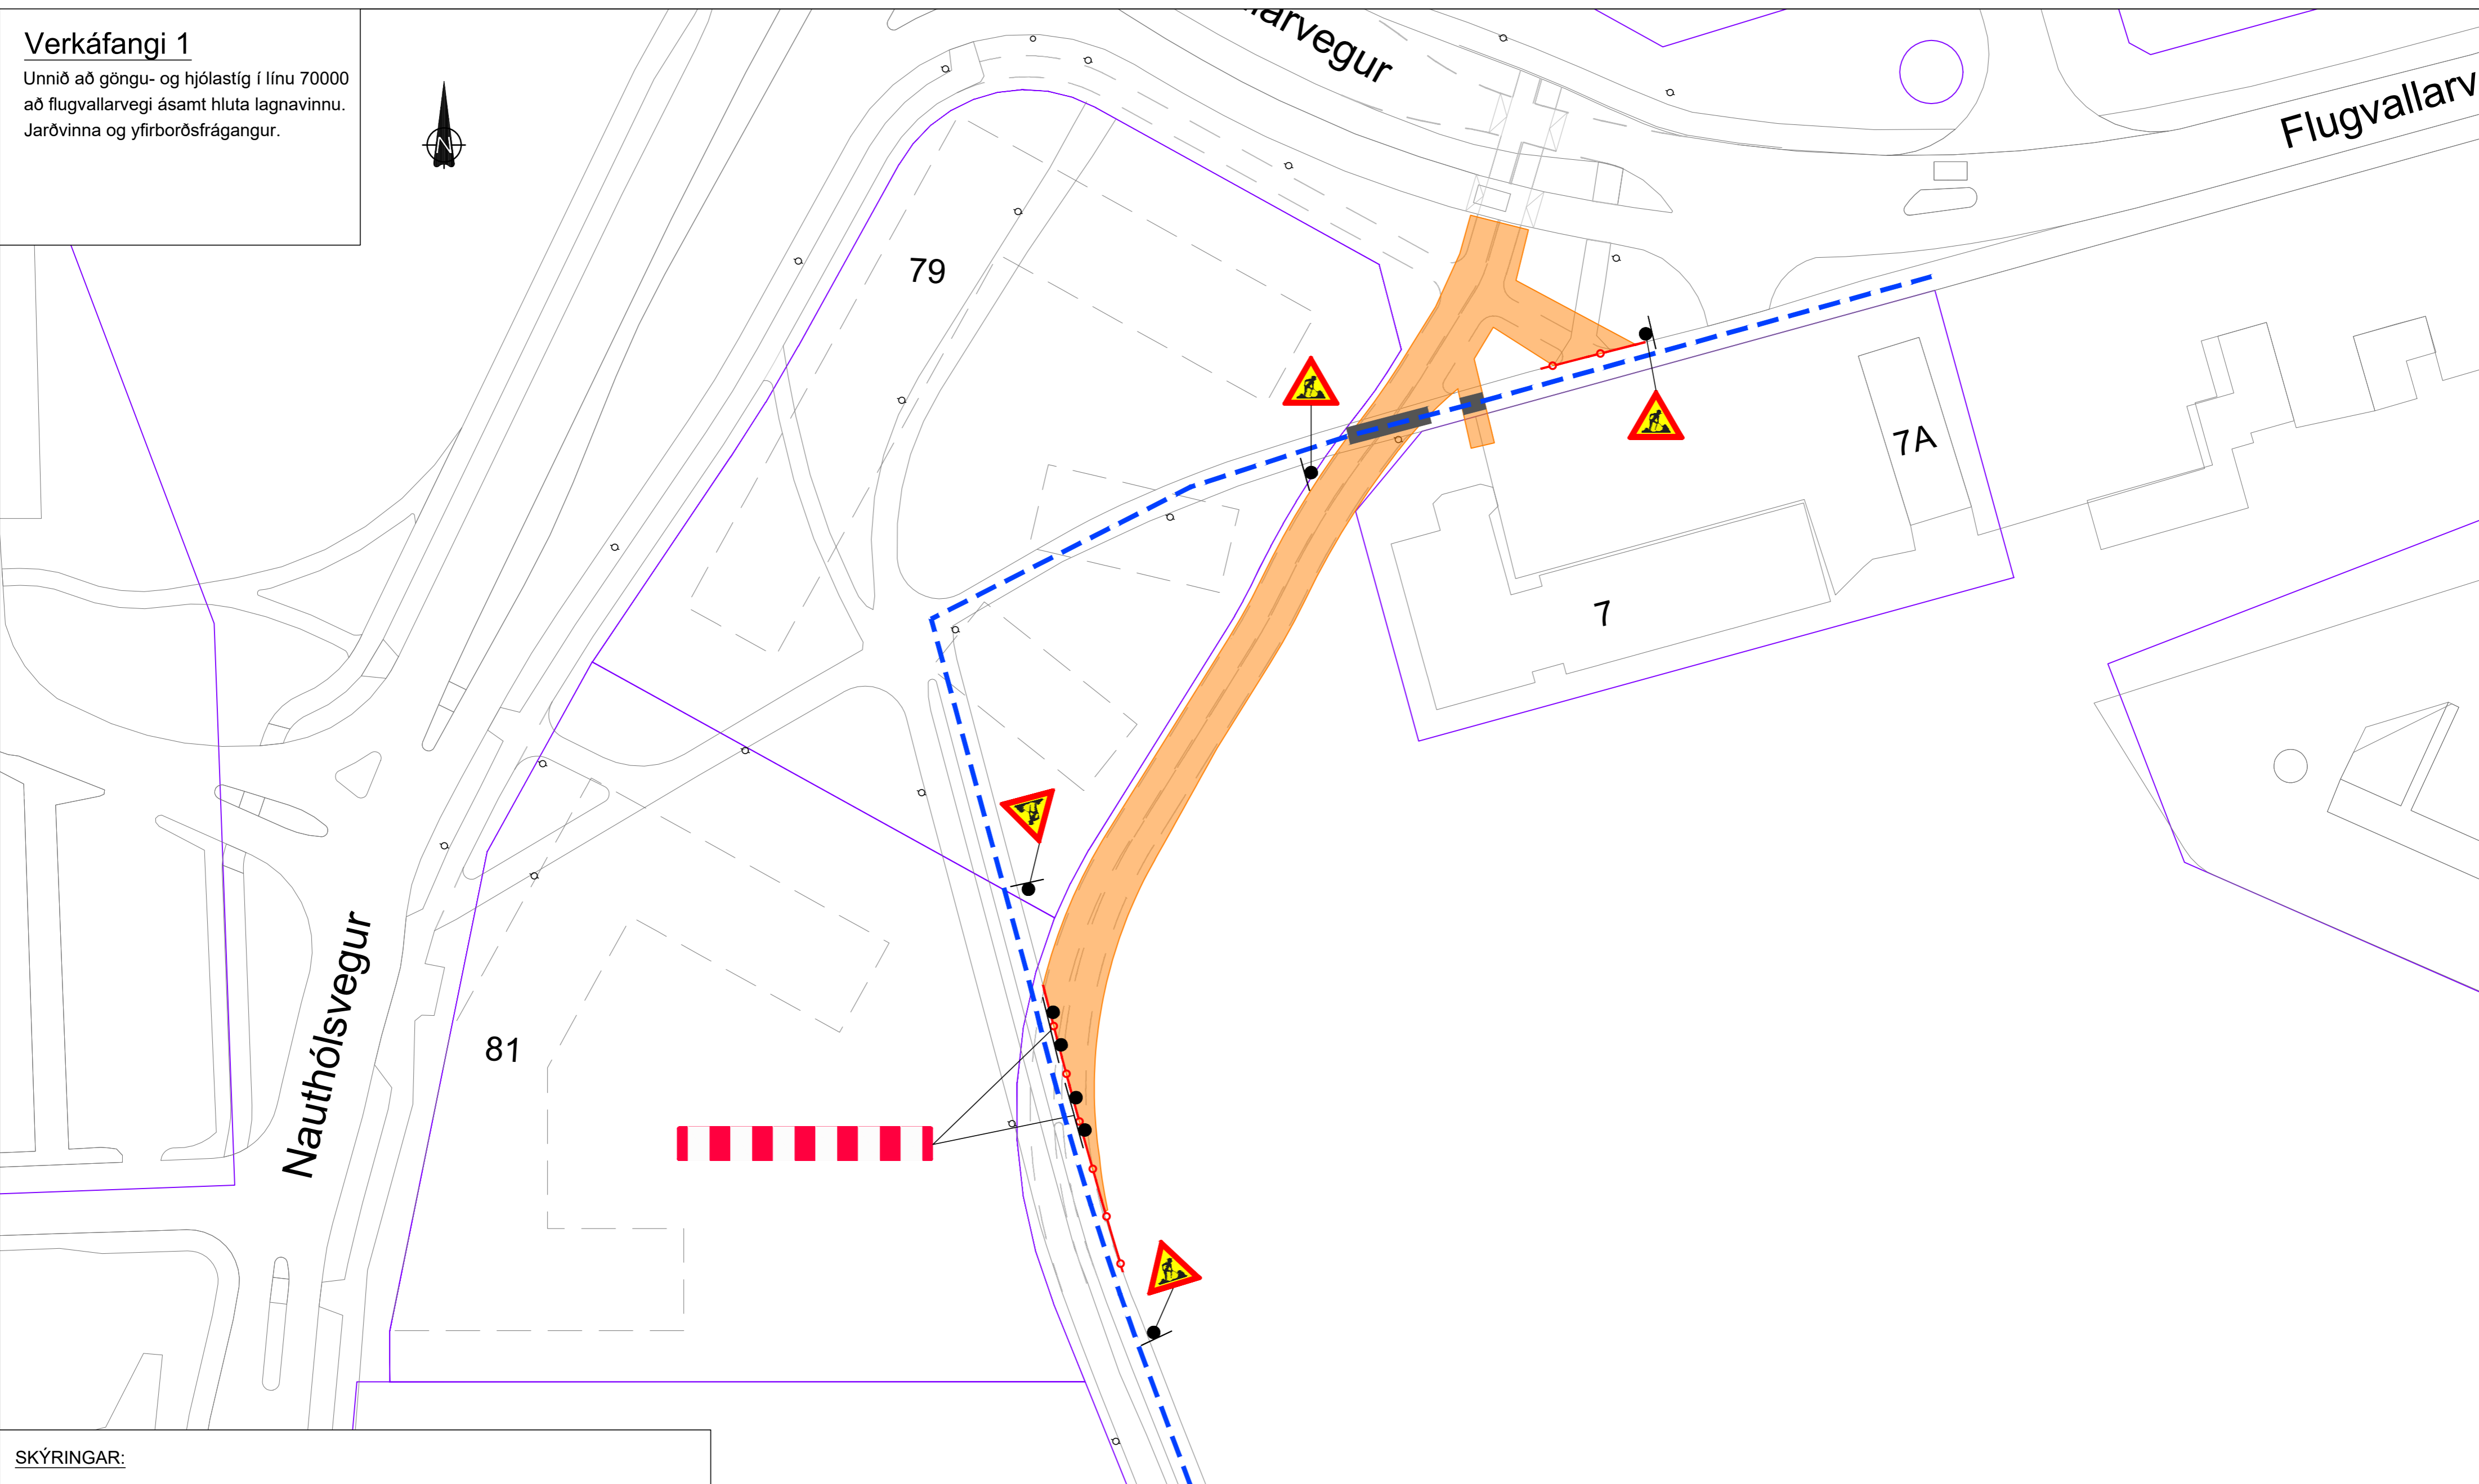 Verkáfangi 1
Unnið að göngu- og hjólastíg í línu 70000
að flugvallarvegi ásamt hluta lagnavinnu.
Jarðvinna og yfirborðsfrágangur.
N
79
7A
7
81
Nauthólsvegur
SKÝRINGAR: